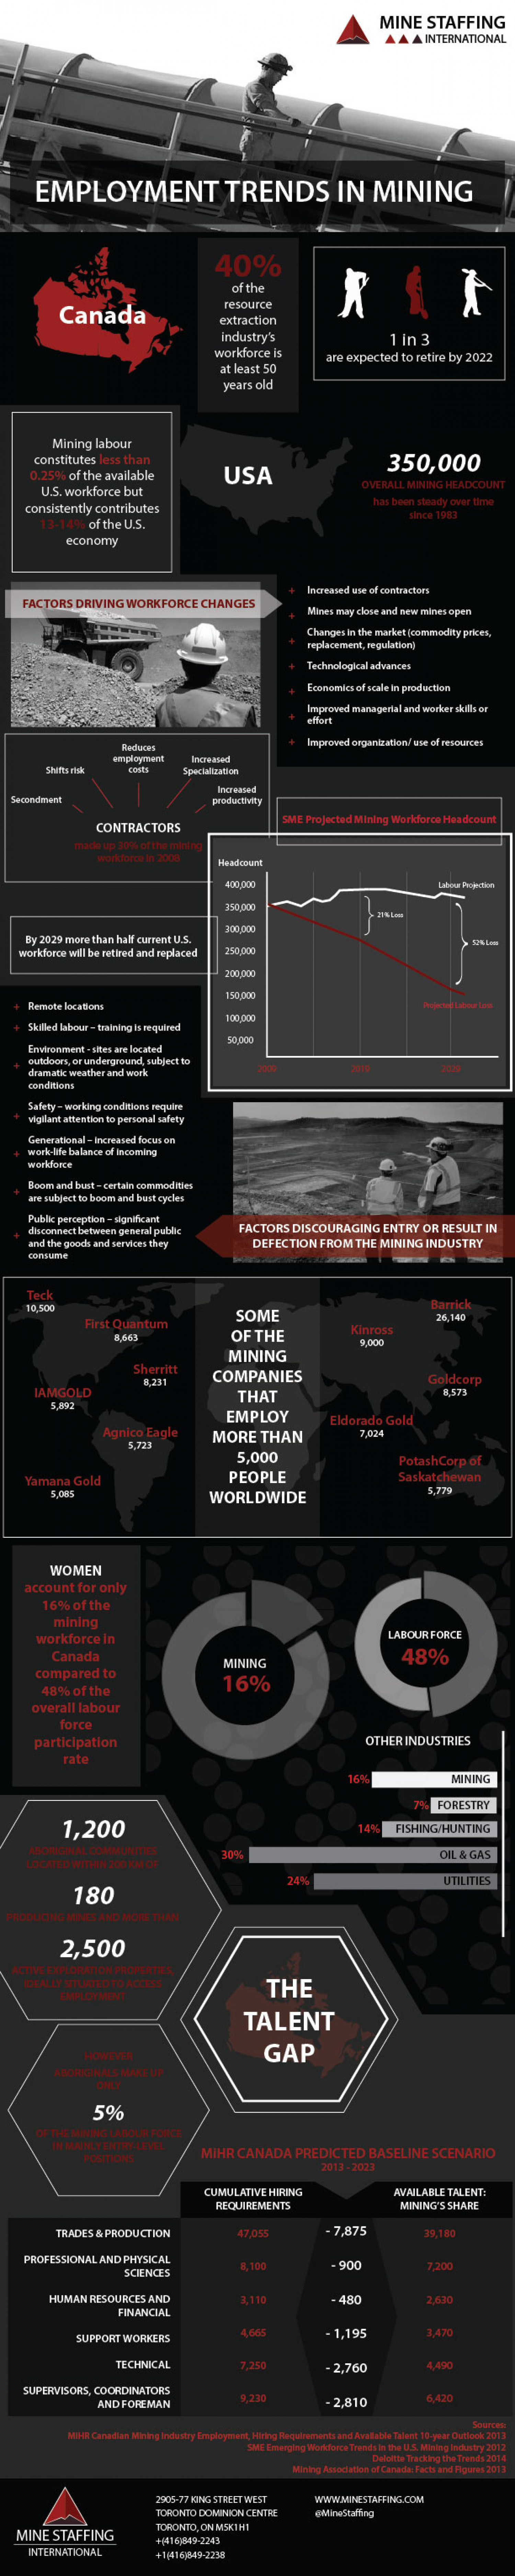 MINE STAFFING
INTERNATIONAL
EMPLOYMENT TRENDS IN MINING
Canada
40%
of the
resource
extraction
industry's
workforce is
at least 50
years old
1 in 3
are expected to retire by 2022
Mining labour
constitutes less than
0.25% of the available
U.S. workforce but
consistently contributes
13-14% of the U.S.
economy
USA
350,000
OVERALL MINING HEADCOUNT
has been steady over time
since 1983
FACTORS DRIVING WORKFORCE CHANGES
+ Increased use of contractors
+ Mines may close and new mines open
+ Changes in the market (commodity prices,
replacement, regulation)
+ Technological advances
+ Economics of scale in production
+ Improved managerial and worker skills or
effort
+ Improved organization/ use of resources
Secondment
Shifts risk
Reduces
employment
costs
Increased
Specialization
Increased
productivity
CONTRACTORS
made up 39% of the mining
workforce in 2008
SME Projected Mining Workforce Headcount
Headcount
400,000
350,000
300,000
250,000
200,000
150,000
100,000
50,000
Labour Projection
21% Loss
52% Loss
Projected Labour Loss
2000
2010
2020
By 2029 more than half current U.S.
workforce will be retired and replaced
+ Remote locations
+ Skilled labour – training is required
+ Environment - sites are located
outdoors, or underground, subject to
dramatic weather and work
conditions
+ Safety – working conditions require
vigilant attention to personal safety
+ Generational – increased focus on
work-life balance of incoming
workforce
+ Boom and bust – certain commodities
are subject to boom and bust cycles
+ Public perception – significant
disconnect between general public
and the goods and services they
consume
FACTORS DISCOURAGING ENTRY OR RESULT IN
DEFECTION FROM THE MINING INDUSTRY
Teck
10,500
First Quantum
8,663
Sherritt
8,231
IAMGOLD
5,892
Agnico Eagle
5,723
Yamana Gold
5,085
SOME
OF THE
MINING
COMPANIES
THAT
EMPLOY
MORE THAN
5,000
PEOPLE
WORLDWIDE
Barrick
26,140
Kinross
9,000
Goldcorp
8,573
Eldorado Gold
7,024
PotashCorp of
Saskatchewan
5,779
WOMEN
account for only
16% of the
mining
workforce in
Canada
compared to
48% of the
overall labour
force
participation
rate
MINING
16%
LABOUR FORCE
48%
OTHER INDUSTRIES
16% MINING
7% FORESTRY
14% FISHING/HUNTING
30% OIL & GAS
24% UTILITIES
1,200
ABORIGINAL COMMUNITIES
LOCATED WITHIN 200 KM OF
180
PRODUCING MINES AND MORE THAN
2,500
ACTIVE EXPLORATION PROPERTIES,
IDEALLY SITUATED TO ACCESS
EMPLOYMENT
THE
TALENT
GAP
HOWEVER
ABORIGINALS MAKE UP
ONLY
5%
OF THE MINING LABOUR FORCE
IN MAINLY ENTRY-LEVEL
POSITIONS
MiHR CANADA PREDICTED BASELINE SCENARIO
2013 - 2023
CUMULATIVE HIRING
REQUIREMENTS
AVAILABLE TALENT:
MINING'S SHARE
TRADES & PRODUCTION 47,055 - 7,875 39,180
PROFESSIONAL AND PHYSICAL
SCIENCES 8,100 - 900 7,200
HUMAN RESOURCES AND
FINANCIAL 3,110 - 480 2,630
SUPPORT WORKERS 4,665 - 1,195 3,470
TECHNICAL 7,250 - 2,760 4,490
SUPERVISORS, COORDINATORS
AND FOREMAN 9,230 - 2,810 6,420
Sources:
MiHR Canadian Mining Industry Employment, Hiring Requirements and Available Talent 10-year Outlook 2013
SME Emerging Workforce Trends in the U.S. Mining Industry 2012
Deloitte Tracking the Trends 2014
Mining Association of Canada: Facts and Figures 2013
MINE STAFFING
INTERNATIONAL
2905-77 KING STREET WEST
TORONTO DOMINION CENTRE
TORONTO, ON M5K1H1
+(416)849-2243
+1(416)849-2238
WWW.MINESTAFFING.COM
@MineStaffing